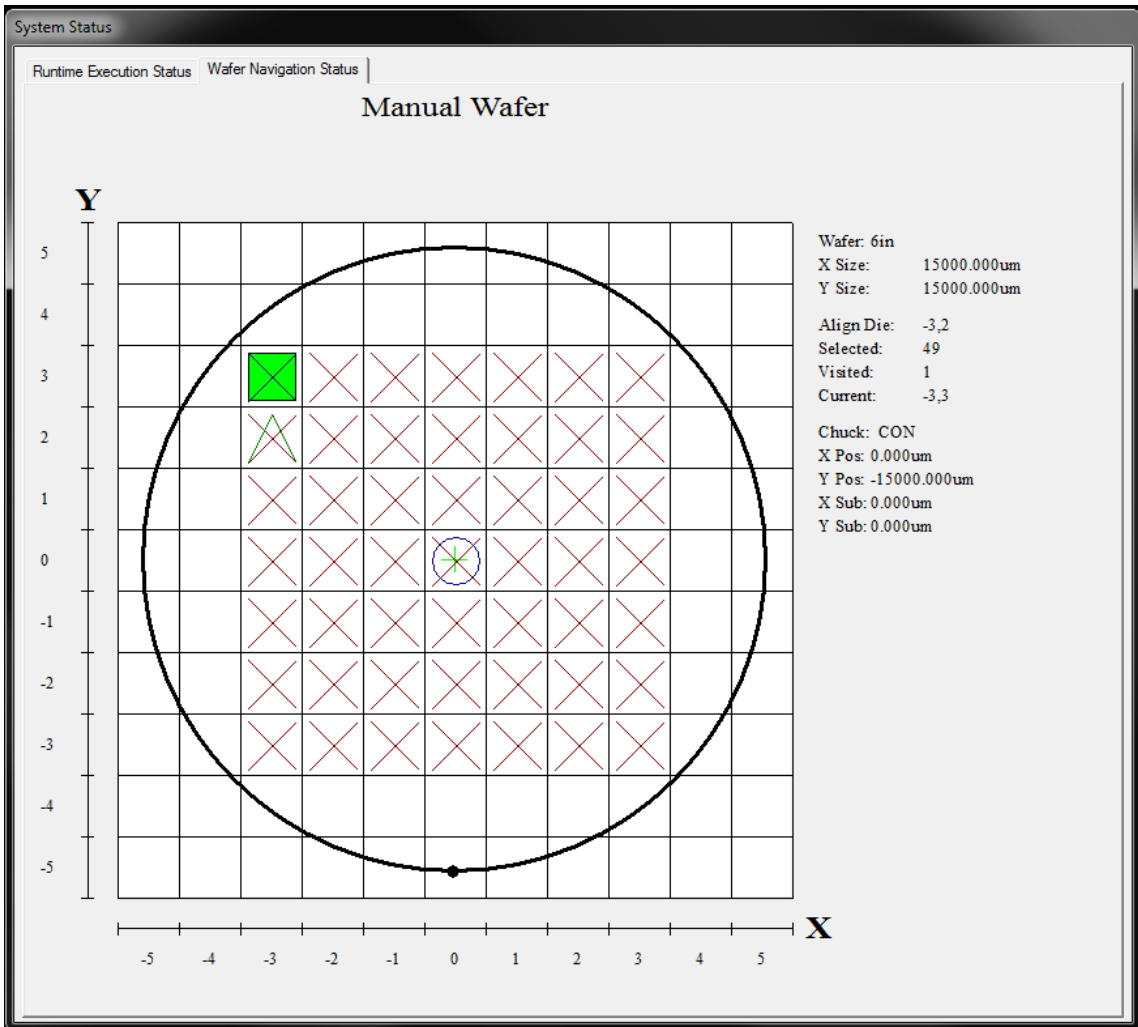 System Status
Runtime Execution Status Wafer Navigation Status
Manual Wafer
Y
5
4
3
2
1
0
-1
-2
-3
-4
-5
X
-5 -4 -3 -2 -1 0 1 2 3 4 5
Wafer: 6in
X Size: 15000.000um
Y Size: 15000.000um
Align Die: -3,2
Selected: 49
Visited: 1
Current: -3,3
Chuck: CON
X Pos: 0.000um
Y Pos: -15000.000um
X Sub: 0.000um
Y Sub: 0.000um